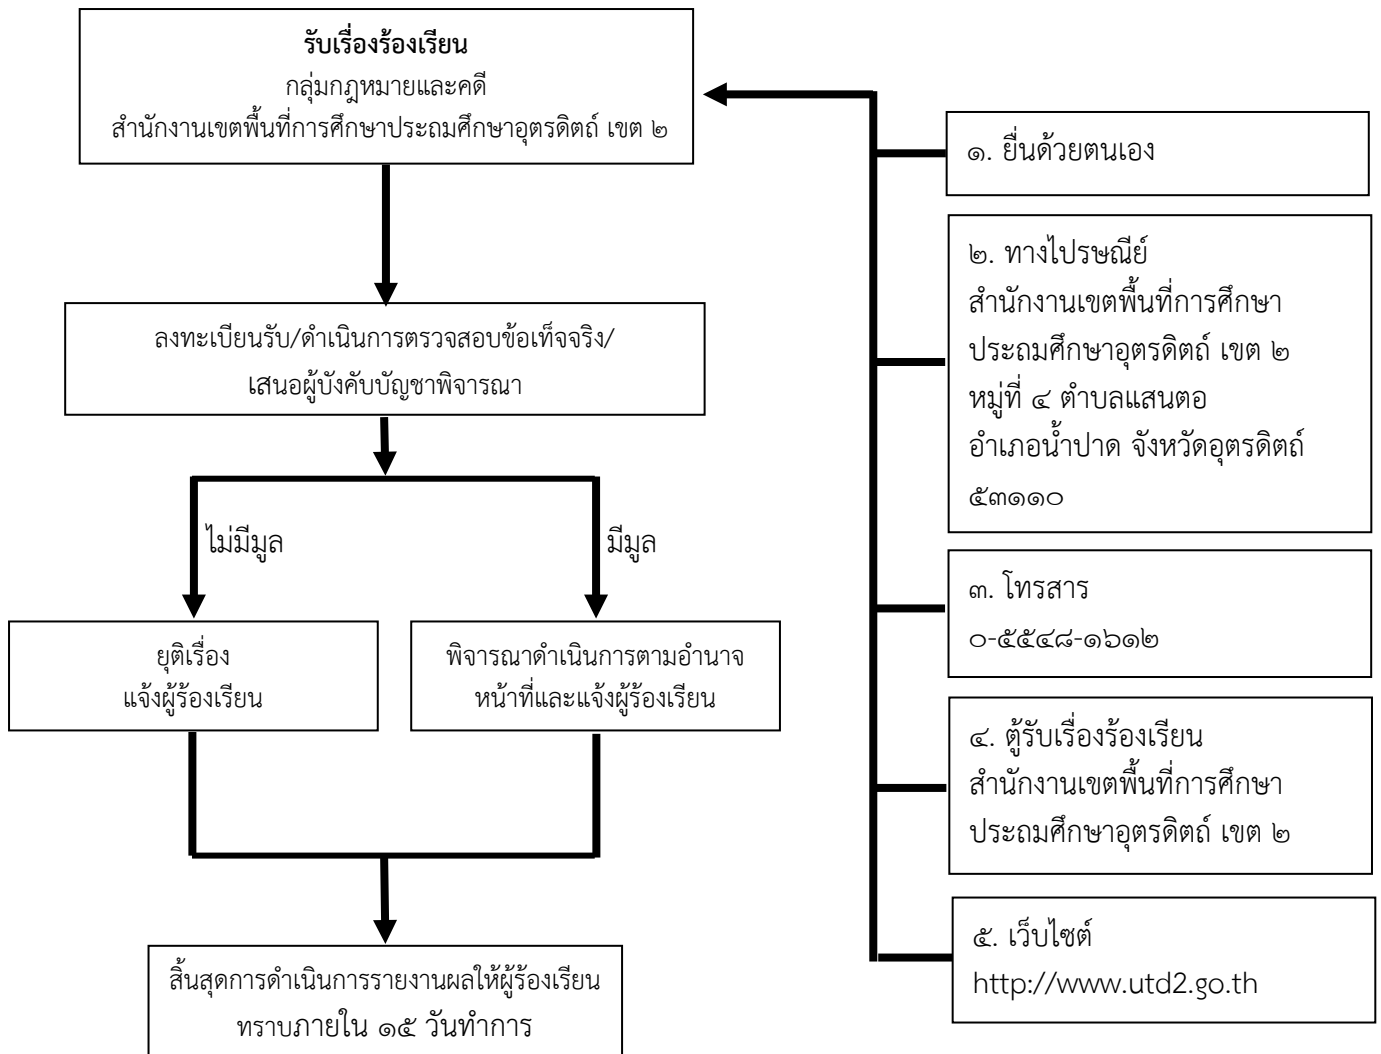 รับเรื่องร้องเรียน
กลุ่มกฎหมายและคดี
สำนักงานเขตพื้นที่การศึกษาประถมศึกษาอุตรดิตถ์ เขต ๒
ลงทะเบียนรับ/ดำเนินการตรวจสอบข้อเท็จจริง/
เสนอผู้บังคับบัญชาพิจารณา
ไม่มีมูล
มีมูล
ยุติเรื่อง
แจ้งผู้ร้องเรียน
พิจารณาดำเนินการตามอำนาจ
หน้าที่และแจ้งผู้ร้องเรียน
สิ้นสุดการดำเนินการรายงานผลให้ผู้ร้องเรียน
ทราบภายใน ๑๕ วันทำการ
๑. ยื่นด้วยตนเอง
๒. ทางไปรษณีย์
สำนักงานเขตพื้นที่การศึกษา
ประถมศึกษาอุตรดิตถ์ เขต ๒
หมู่ที่ ๔ ตำบลแสนตอ
อำเภอน้ำปาด จังหวัดอุตรดิตถ์
๕๓๑๑๐
๓. โทรสาร
๐-๕๕๔๘-๑๖๑๒
๔. ตู้รับเรื่องร้องเรียน
สำนักงานเขตพื้นที่การศึกษา
ประถมศึกษาอุตรดิตถ์ เขต ๒
๕. เว็บไซต์
http://www.utd2.go.th